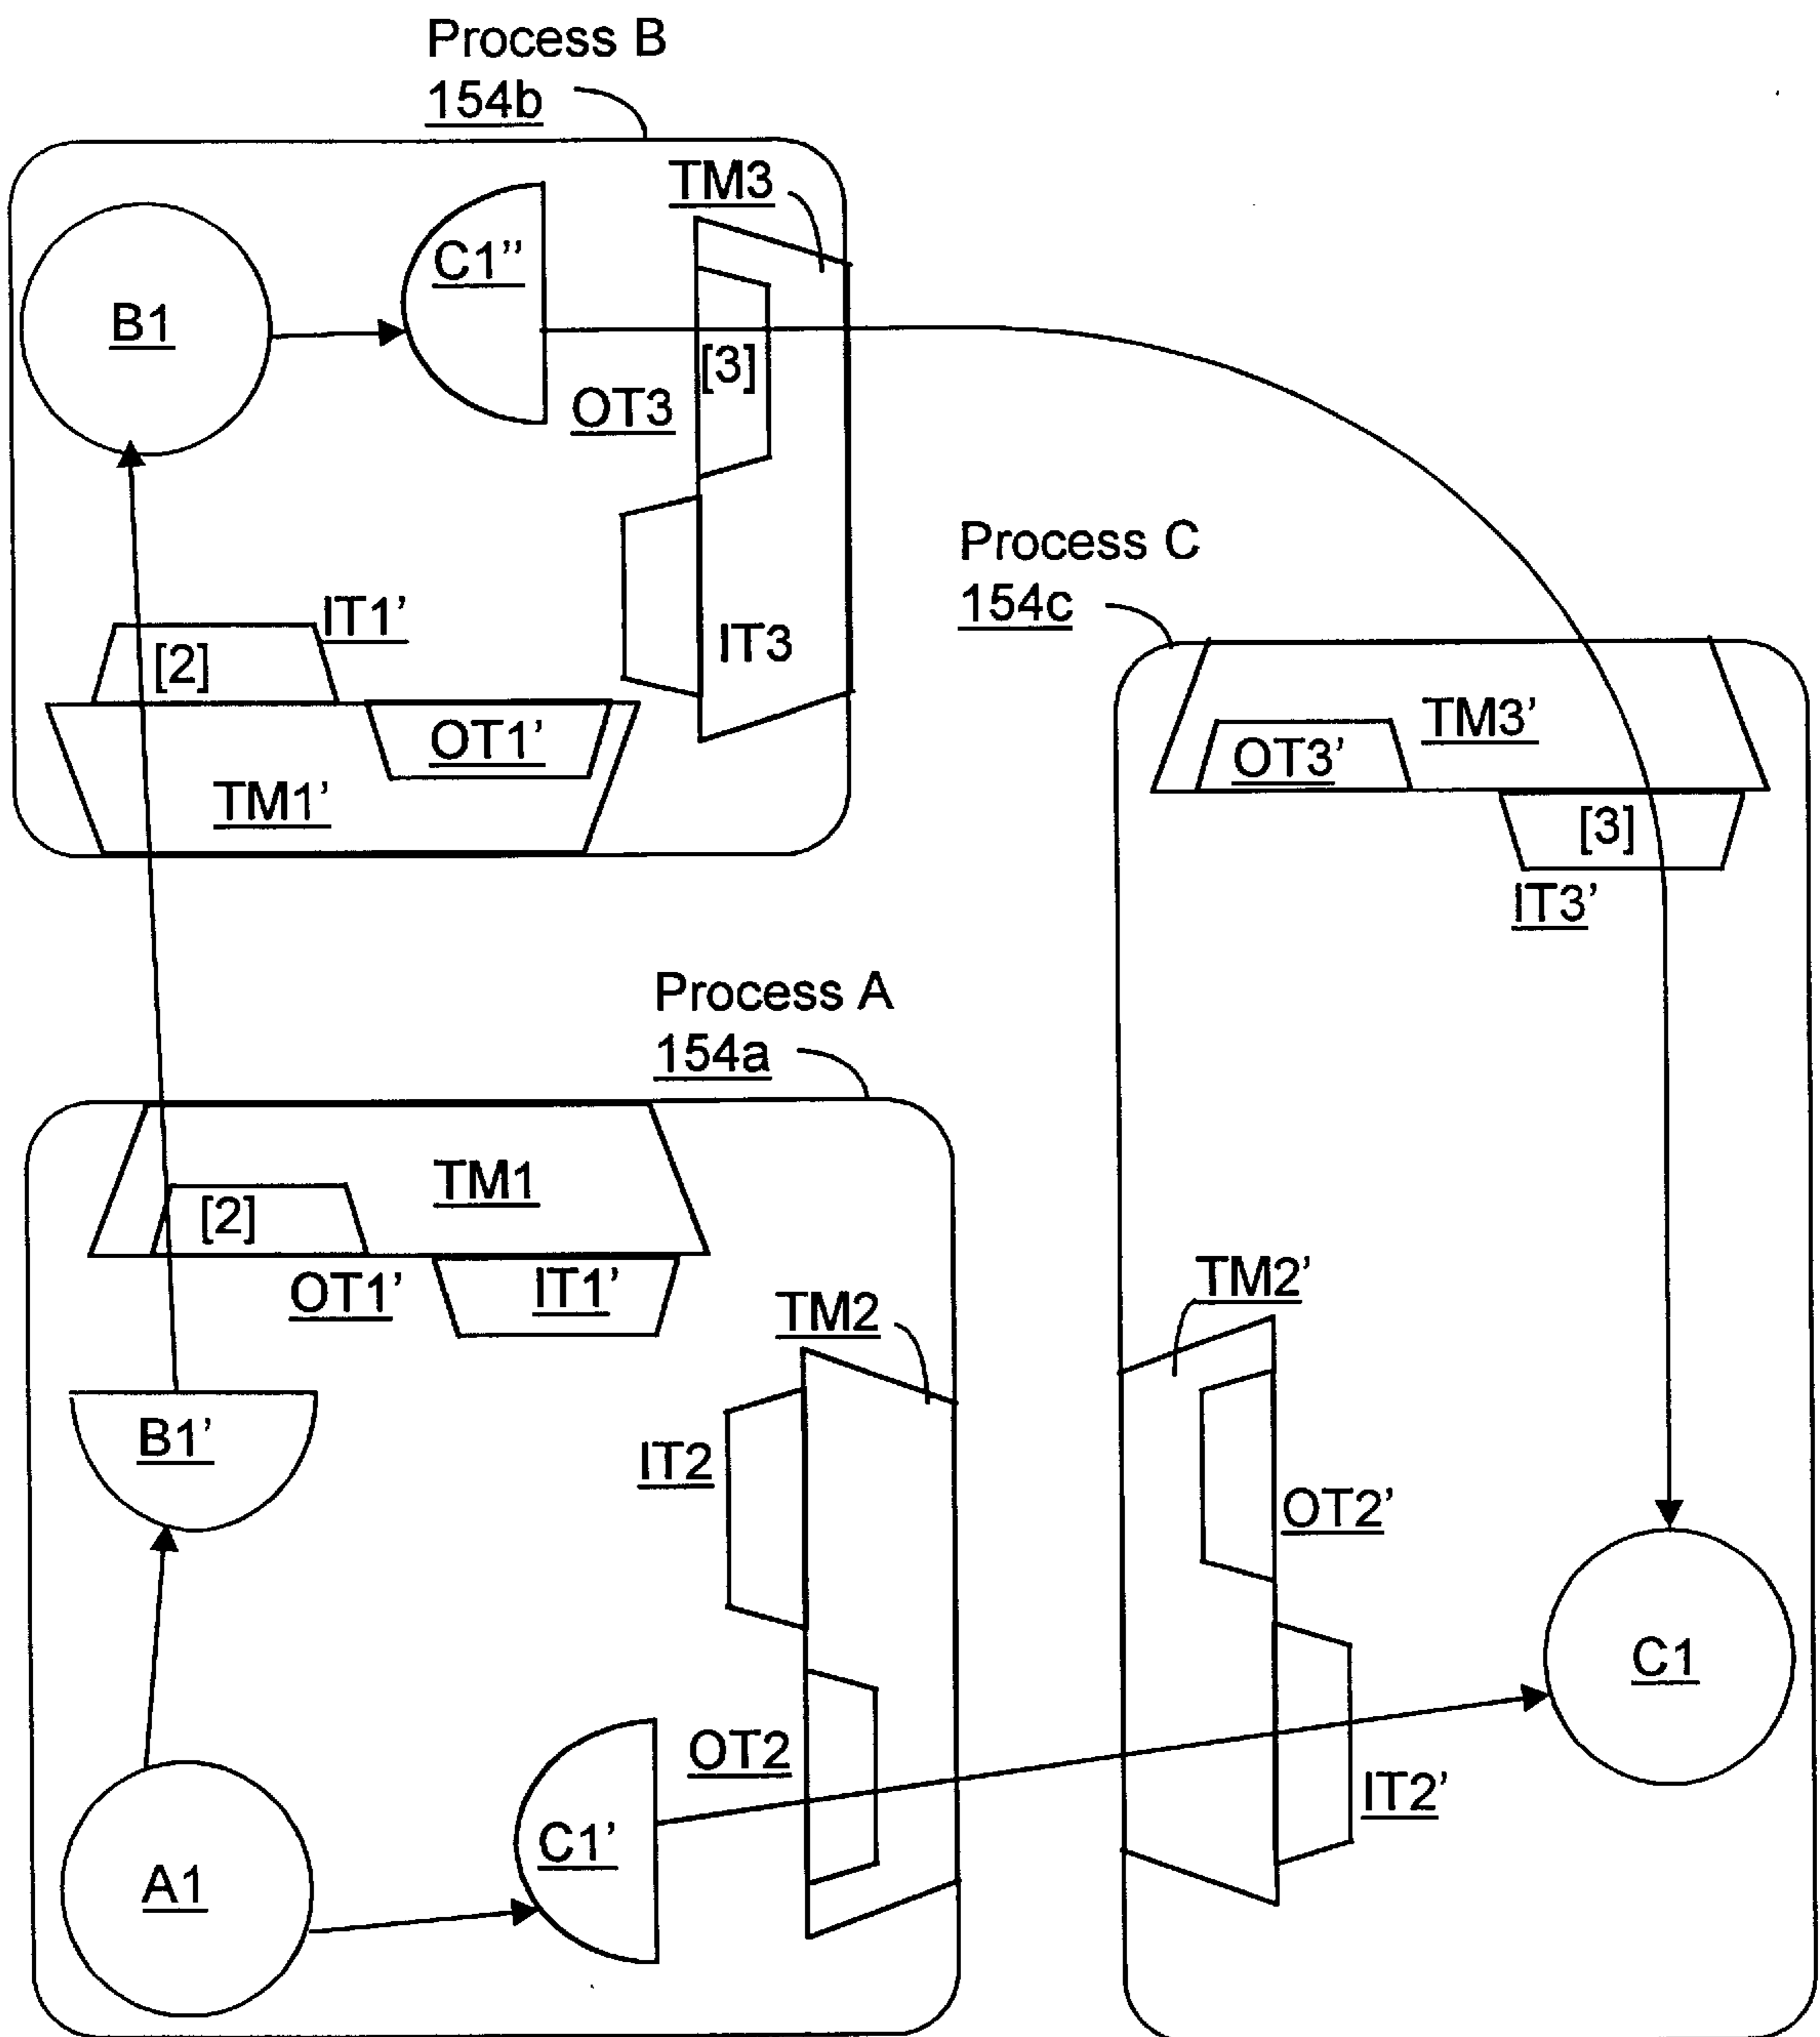 Process B
154b
TM3
C1”
B1
[3]
OT3
Process C
154c
IT1’
[2]
IT3
OT1’
TM1’
TM3’
OT3’
[3]
IT3’
Process A
154a
TM1
[2]
OT1’
IT1’
TM2’
TM2
B1’
IT2
OT2’
C1
OT2
IT2’
C1’
A1